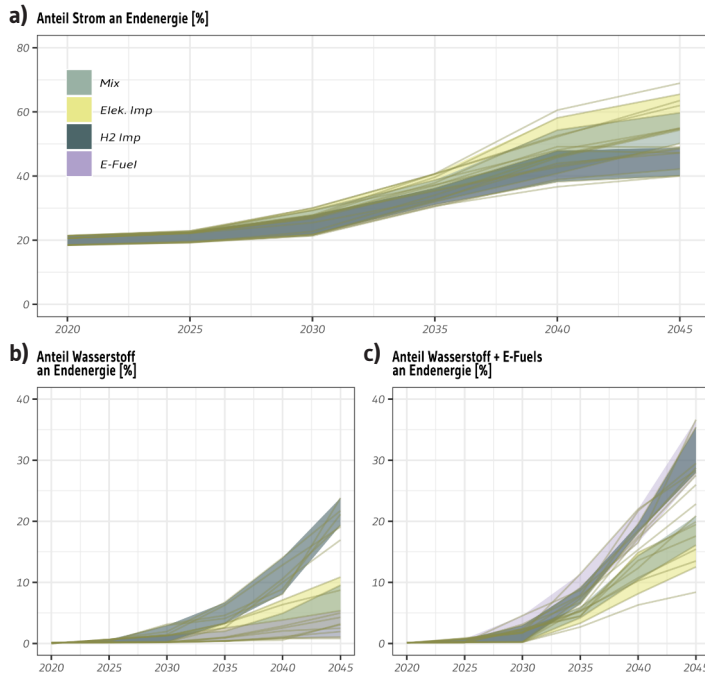 a) Anteil Strom an Endenergie [%]
80
60
40
20
0
Mix
Elek. Imp
H2 Imp
E-Fuel
2020 2025 2030 2035 2040 2045
b) Anteil Wasserstoff
an Endenergie [%]
40
30
20
10
0
2020 2025 2030 2035 2040 2045
c) Anteil Wasserstoff + E-Fuels
an Endenergie [%]
40
30
20
10
0
2020 2025 2030 2035 2040 2045